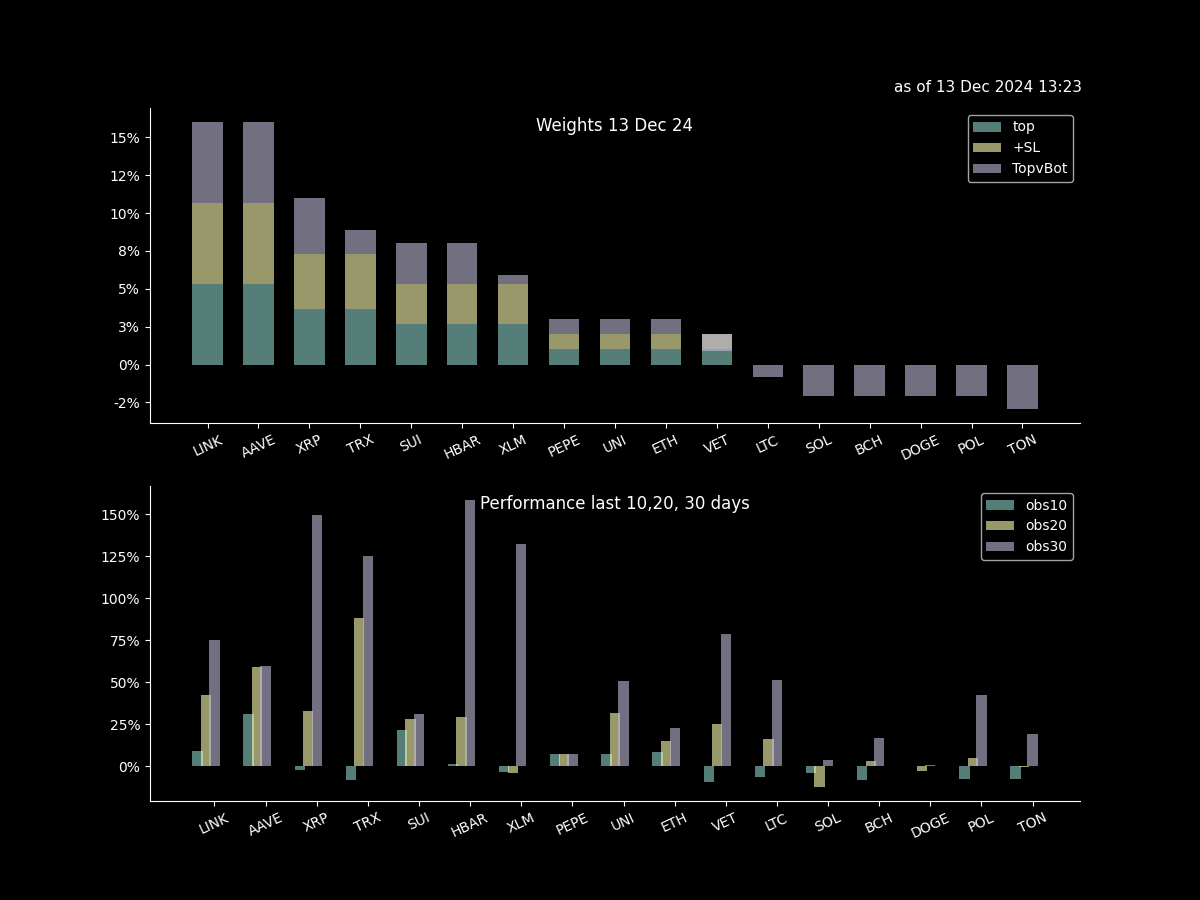 as of 13 Dec 2024 13:23
Weights 13 Dec 24
top
+SL
TopvBot
15%
12%
10%
8%
5%
3%
0%
-2%
LINK AAVE XRP TRX SUI HBAR XLM PEPE UNI ETH VET LTC SOL BCH DOGE POL TON
Performance last 10,20, 30 days
obs10
obs20
obs30
150%
125%
100%
75%
50%
25%
0%
LINK AAVE XRP TRX SUI HBAR XLM PEPE UNI ETH VET LTC SOL BCH DOGE POL TON